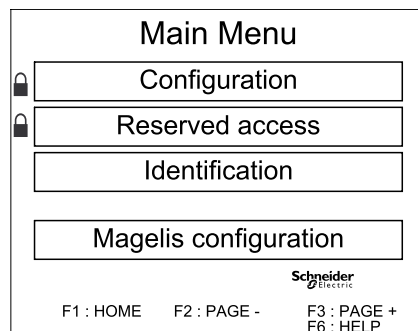 Main Menu
Configuration
Reserved access
Identification
Magelis configuration
Schneider
Electric
F1 : HOME F2 : PAGE - F3 : PAGE +
F6 : HELP